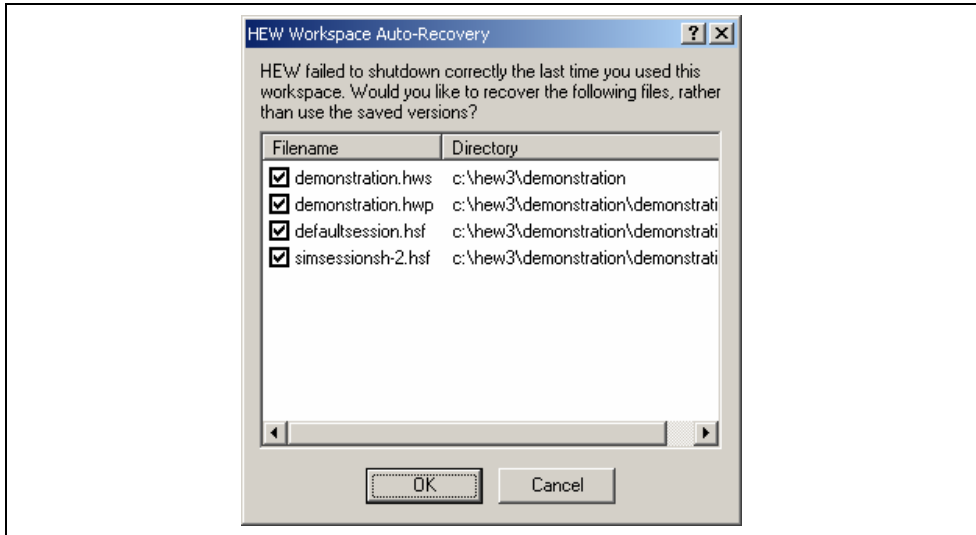 HEW Workspace Auto-Recovery
HEW failed to shutdown correctly the last time you used this
workspace. Would you like to recover the following files, rather
than use the saved versions?
Filename Directory
demonstration.hws c:\hew3\demonstration
demonstration.hwp c:\hew3\demonstration\demonstrati
defaultsession.hsf c:\hew3\demonstration\demonstrati
simsessionsh-2.hsf c:\hew3\demonstration\demonstrati
OK Cancel